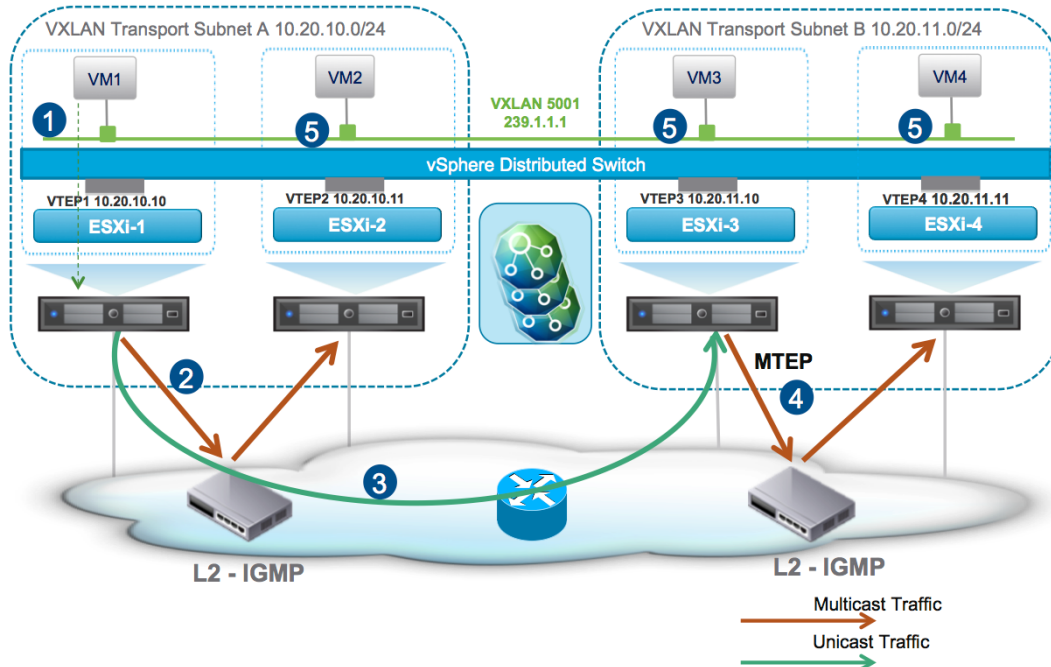 VXLAN Transport Subnet A 10.20.10.0/24
VXLAN Transport Subnet B 10.20.11.0/24
VM1
VM2
VM3
VM4
VXLAN 5001
239.1.1.1
1
5
5
5
vSphere Distributed Switch
VTEP1 10.20.10.10
VTEP2 10.20.10.11
VTEP3 10.20.11.10
VTEP4 10.20.11.11
ESXi-1
ESXi-2
ESXi-3
ESXi-4
MTEP
2
4
3
L2 - IGMP
L2 - IGMP
Multicast Traffic
Unicast Traffic